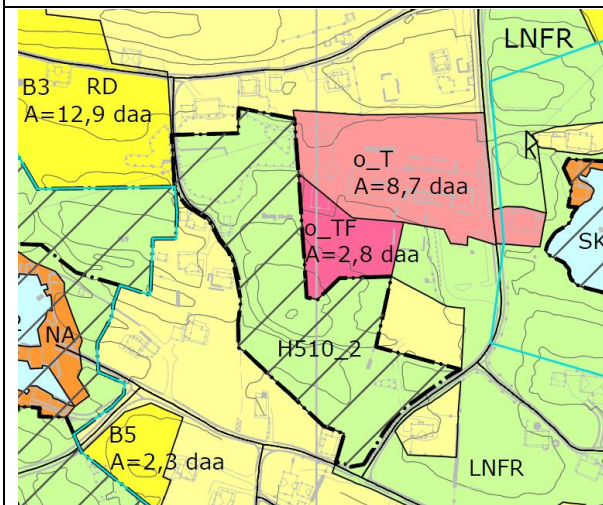 LNFR
B3 RD
A=12,9 daa
o_T
A=8,7 daa
o_TF
A=2,8 daa
NA
H510_2
B5
A=2,3 daa
LNFR